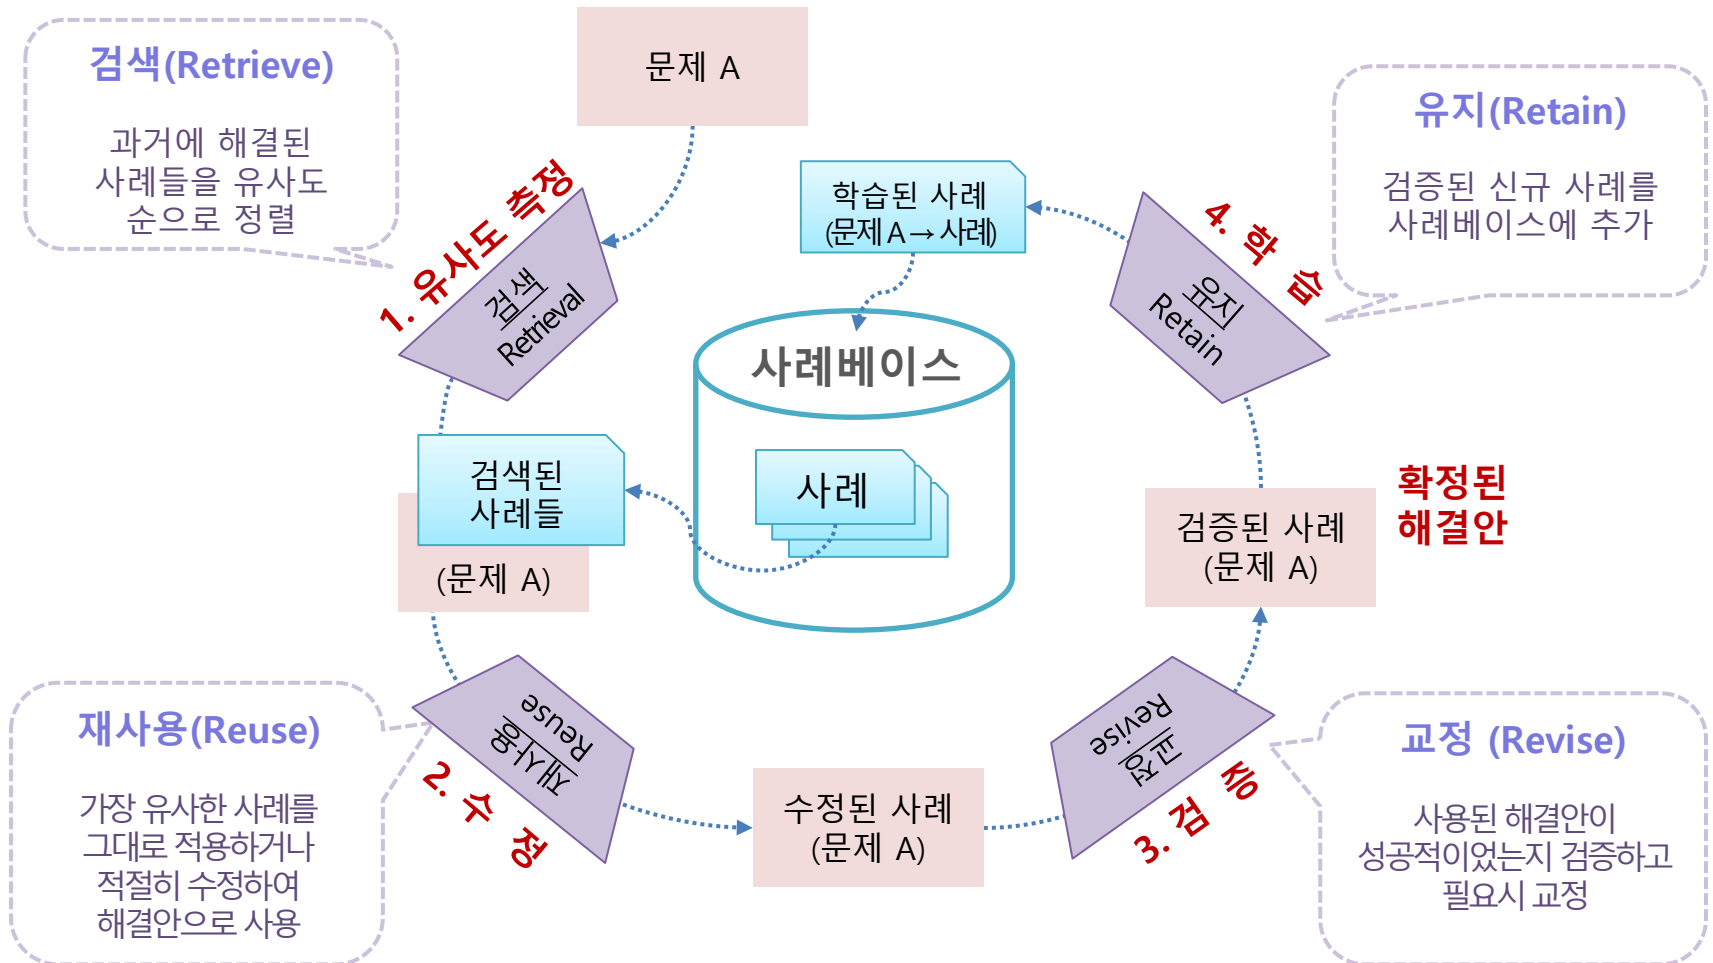 검색(Retrieve)
과거에 해결된
사례들을 유사도
순으로 정렬
문제 A
유지(Retain)
검증된 신규 사례를
사례베이스에 추가
1. 유사도 측정
검색
Retrieval
학습된 사례
(문제 A→사례)
4. 학 습
유지
Retain
사례베이스
사례
검색된
사례들
(문제 A)
확정된
해결안
검증된 사례
(문제 A)
재사용(Reuse)
가장 유사한 사례를
그대로 적용하거나
적절히 수정하여
해결안으로 사용
재사용
Reuse
2. 수 정
수정된 사례
(문제 A)
교정
Revise
3. 검 증
교정 (Revise)
사용된 해결안이
성공적이었는지 검증하고
필요시 교정